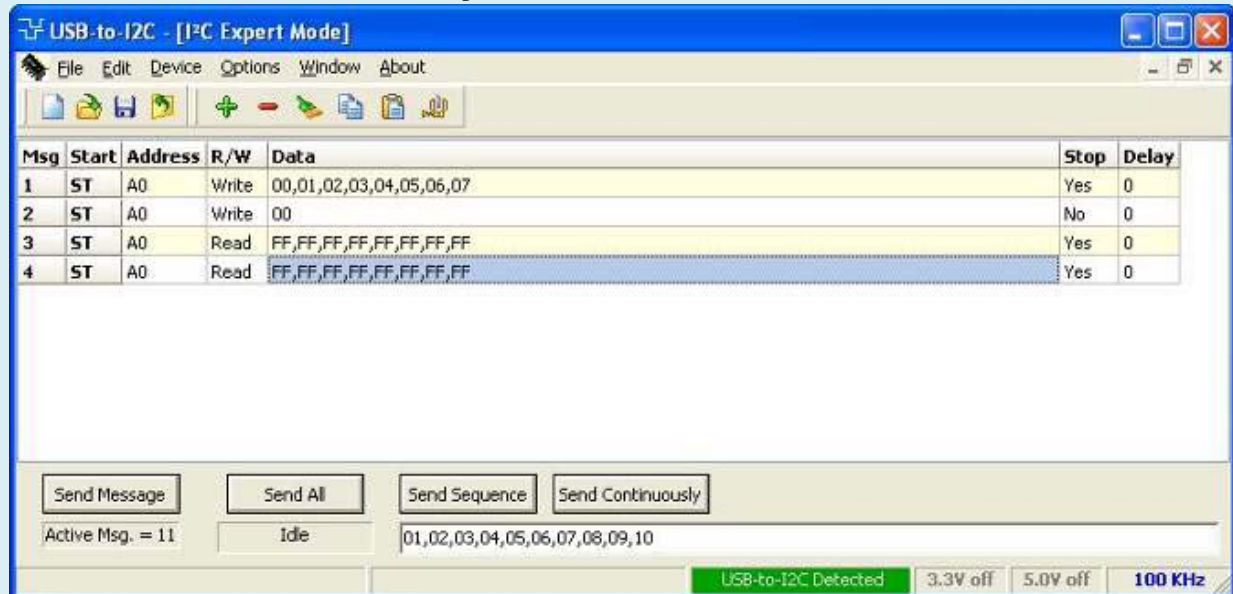 USB-to-I2C - [I²C Expert Mode]
File Edit Device Options Window About
Msg Start Address R/W Data Stop Delay
1 ST A0 Write 00,01,02,03,04,05,06,07 Yes 0
2 ST A0 Write 00 No 0
3 ST A0 Read FF,FF,FF,FF,FF,FF,FF,FF Yes 0
4 ST A0 Read FF,FF,FF,FF,FF,FF,FF,FF Yes 0
Send Message Send All Send Sequence Send Continuously
Active Msg. = 11 Idle 01,02,03,04,05,06,07,08,09,10
USB-to-I2C Detected 3.3V off 5.0V off 100 KHz